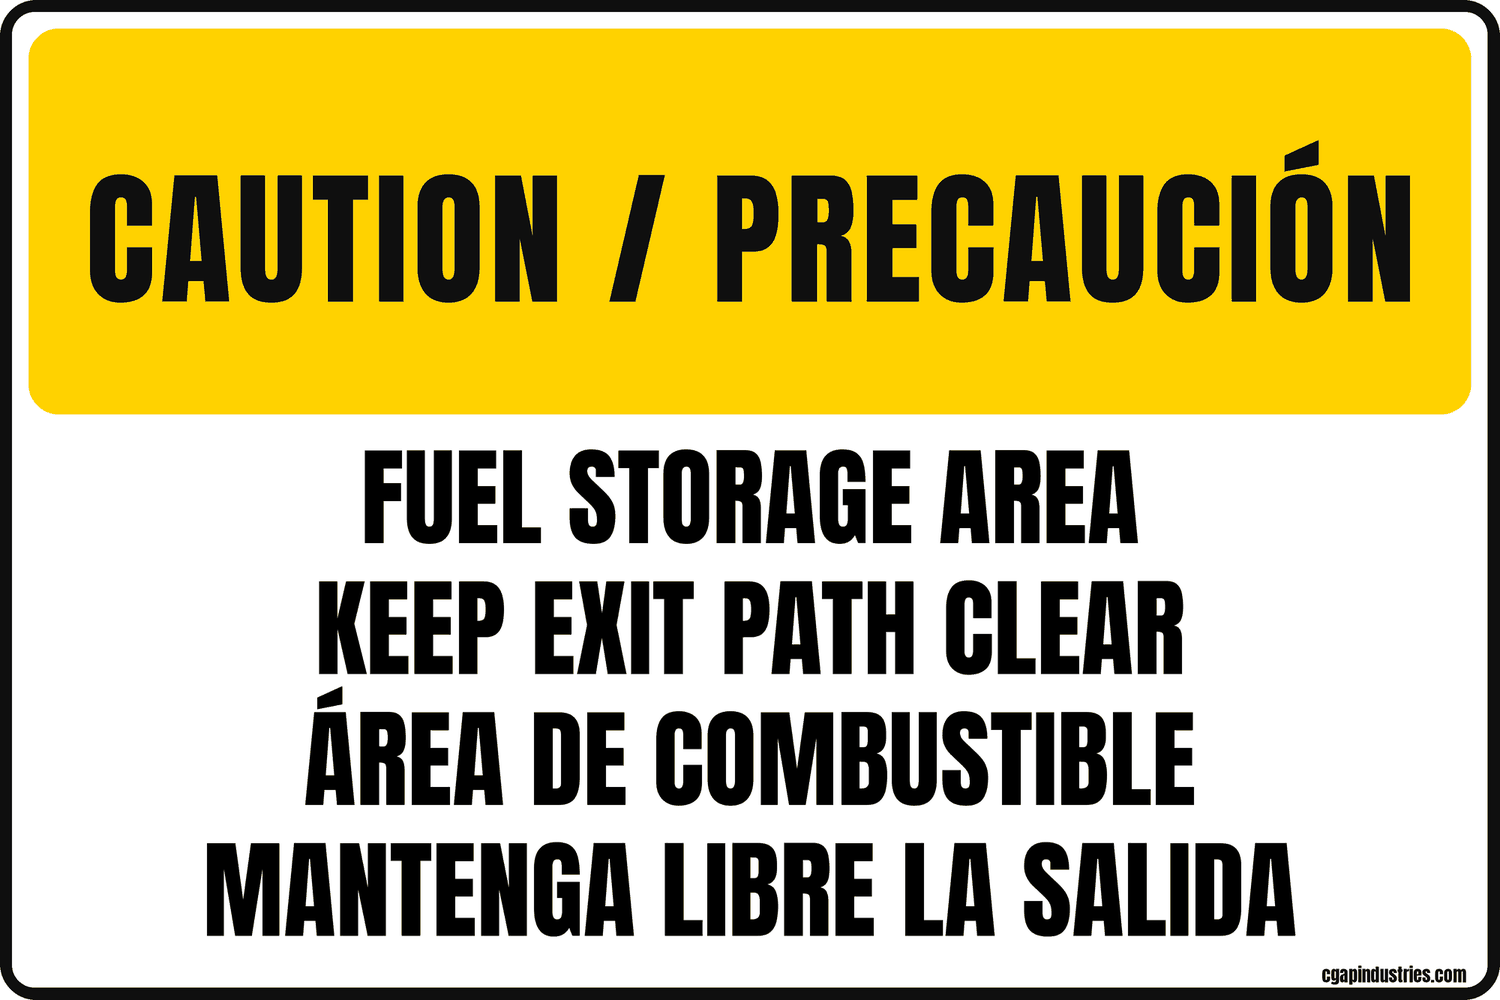 CAUTION / PRECAUCIÓN
FUEL STORAGE AREA
KEEP EXIT PATH CLEAR
ÁREA DE COMBUSTIBLE
MANTENGA LIBRE LA SALIDA
cgapindustries.com